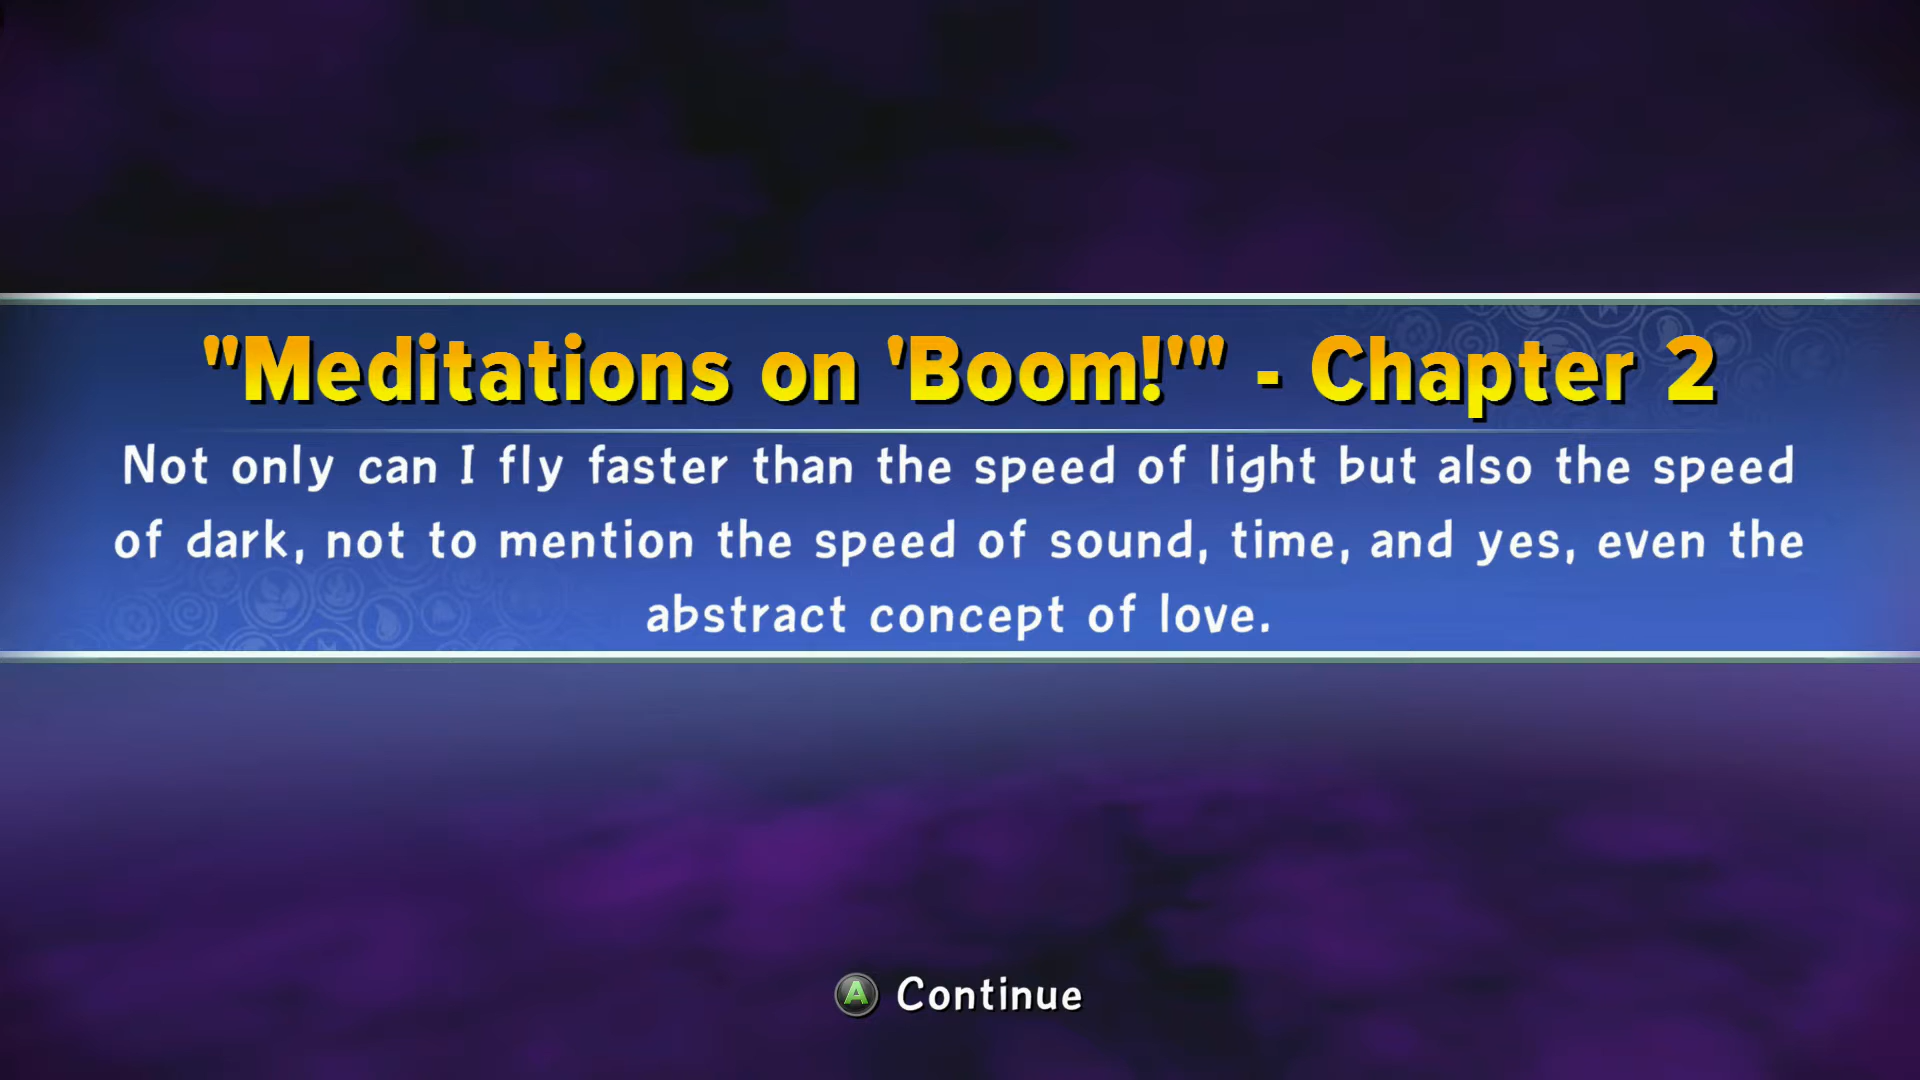 "Meditations on 'Boom!'" - Chapter 2
Not only can I fly faster than the speed of light but also the speed
of dark, not to mention the speed of sound, time, and yes, even the
abstract concept of love.
A Continue